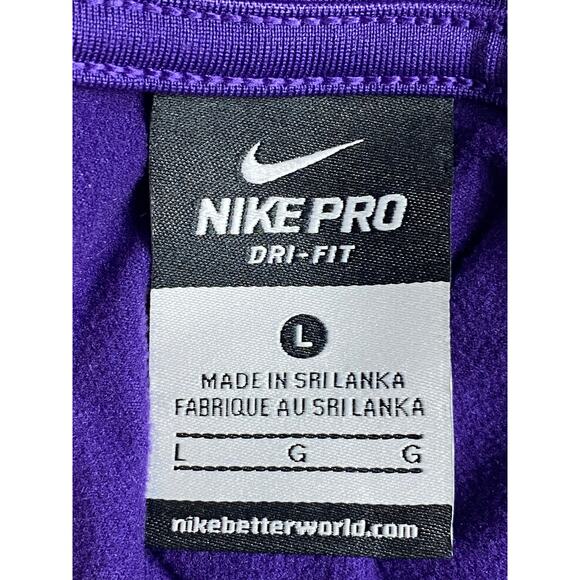 NIKE PRO
DRI-FIT
L
MADE IN SRI LANKA
FABRIQUE AU SRI LANKA
L G G
nikebetterworld.com